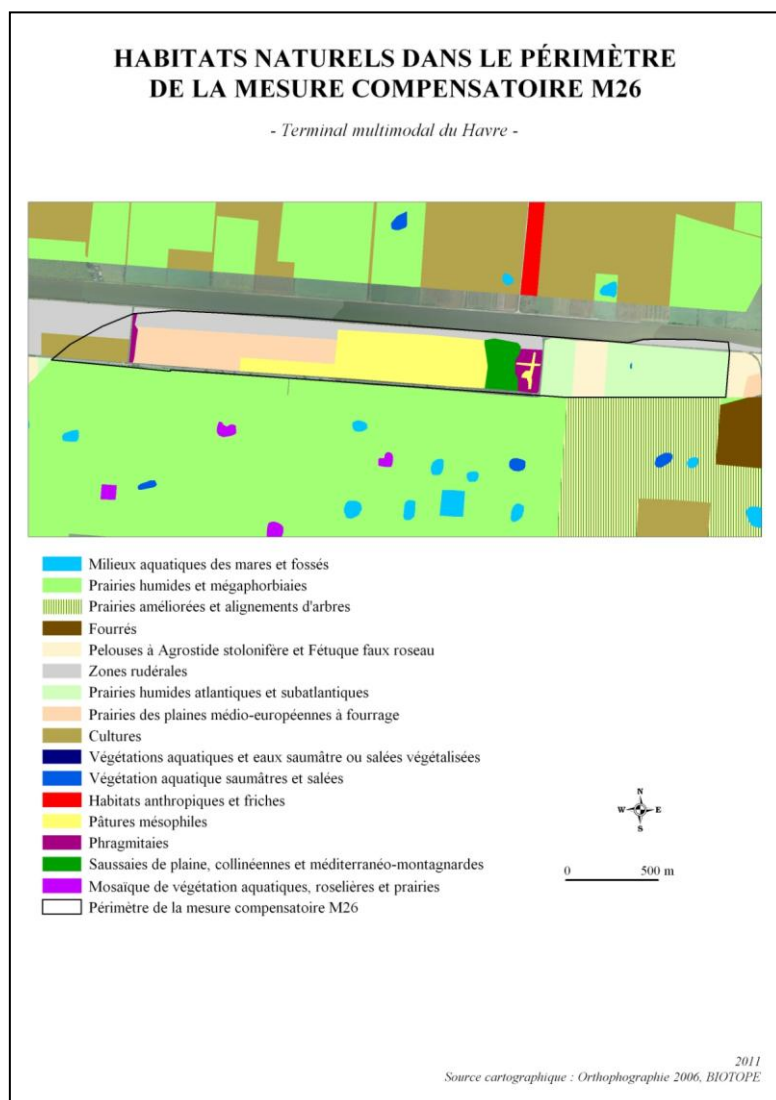 HABITATS NATURELS DANS LE PÉRIMÈTRE
DE LA MESURE COMPENSATOIRE M26
- Terminal multimodal du Havre -
Milieux aquatiques des mares et fossés
Prairies humides et mégaphorbiaies
Prairies améliorées et alignements d'arbres
Fourrés
Pelouses à Agrostide stolonifère et Fétuque faux roseau
Zones rudérales
Prairies humides atlantiques et subatlantiques
Prairies des plaines médio-européennes à fourrage
Cultures
Végétations aquatiques et eaux saumâtre ou salées végétalisées
Végétation aquatique saumâtres et salées
Habitats anthropiques et friches
Pâtures mésophiles
Phragmitaies
Saussaies de plaine, collinéennes et méditerranéo-montagnardes
Mosaïque de végétation aquatiques, roselières et prairies
Périmètre de la mesure compensatoire M26
N
W E
S
0 500 m
2011
Source cartographique : Orthophographie 2006, BIOTOPE